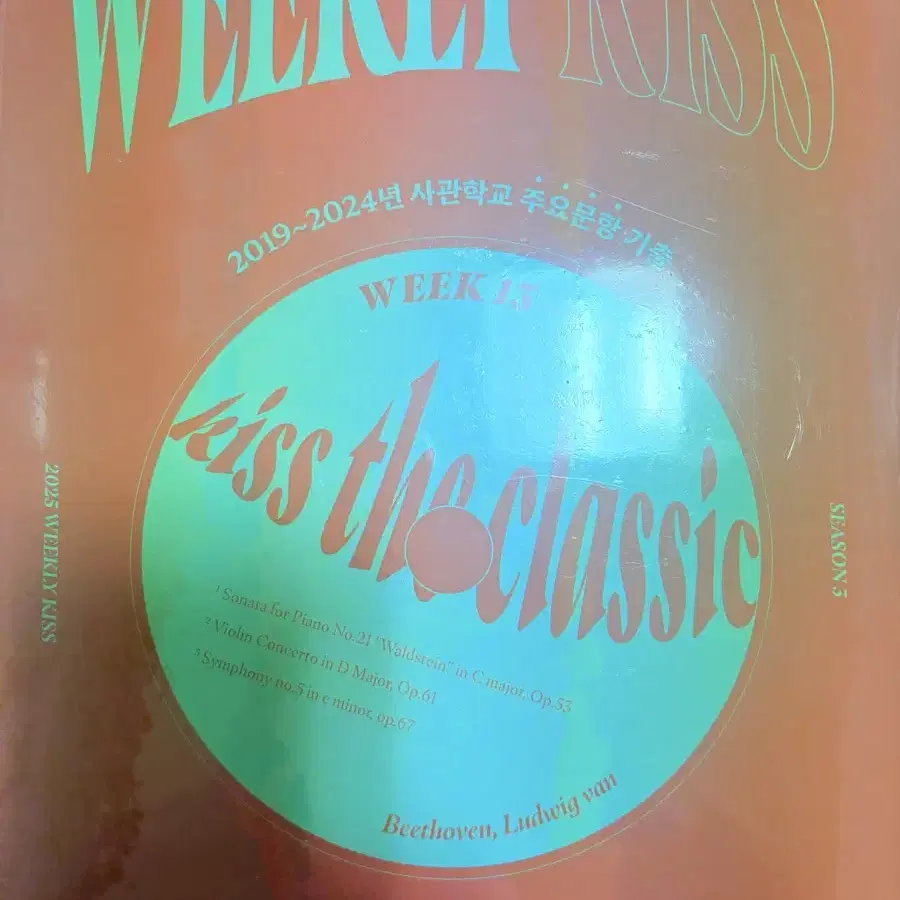 WEEKLY KISS
2019~2024년 사관학교 주요문항 기출
WEEK 13
kiss the classic
1 Sonata for Piano No.21 "Waldstein" in C major, Op.53
2 Violin Concerto in D Major, Op.61
3 Symphony no.5 in c minor, op.67
Beethoven, Ludwig van
2025 WEEKLY KISS
SEASON 3